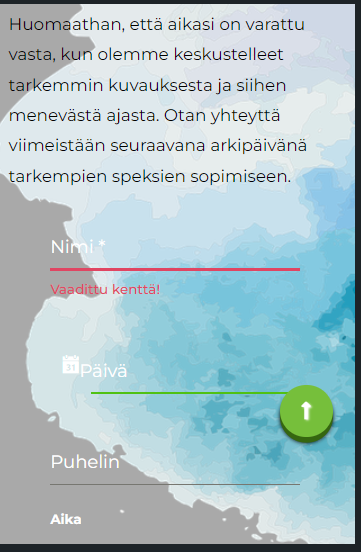 Huomaathan, että aikasi on varattu
vasta, kun olemme keskustelleet
tarkemmin kuvauksesta ja siihen
menevästä ajasta. Otan yhteyttä
viimeistään seuraavana arkipäivänä
tarkempien speksien sopimiseen.
Nimi *
Vaadittu kenttä!
31 Päivä
Puhelin
Aika